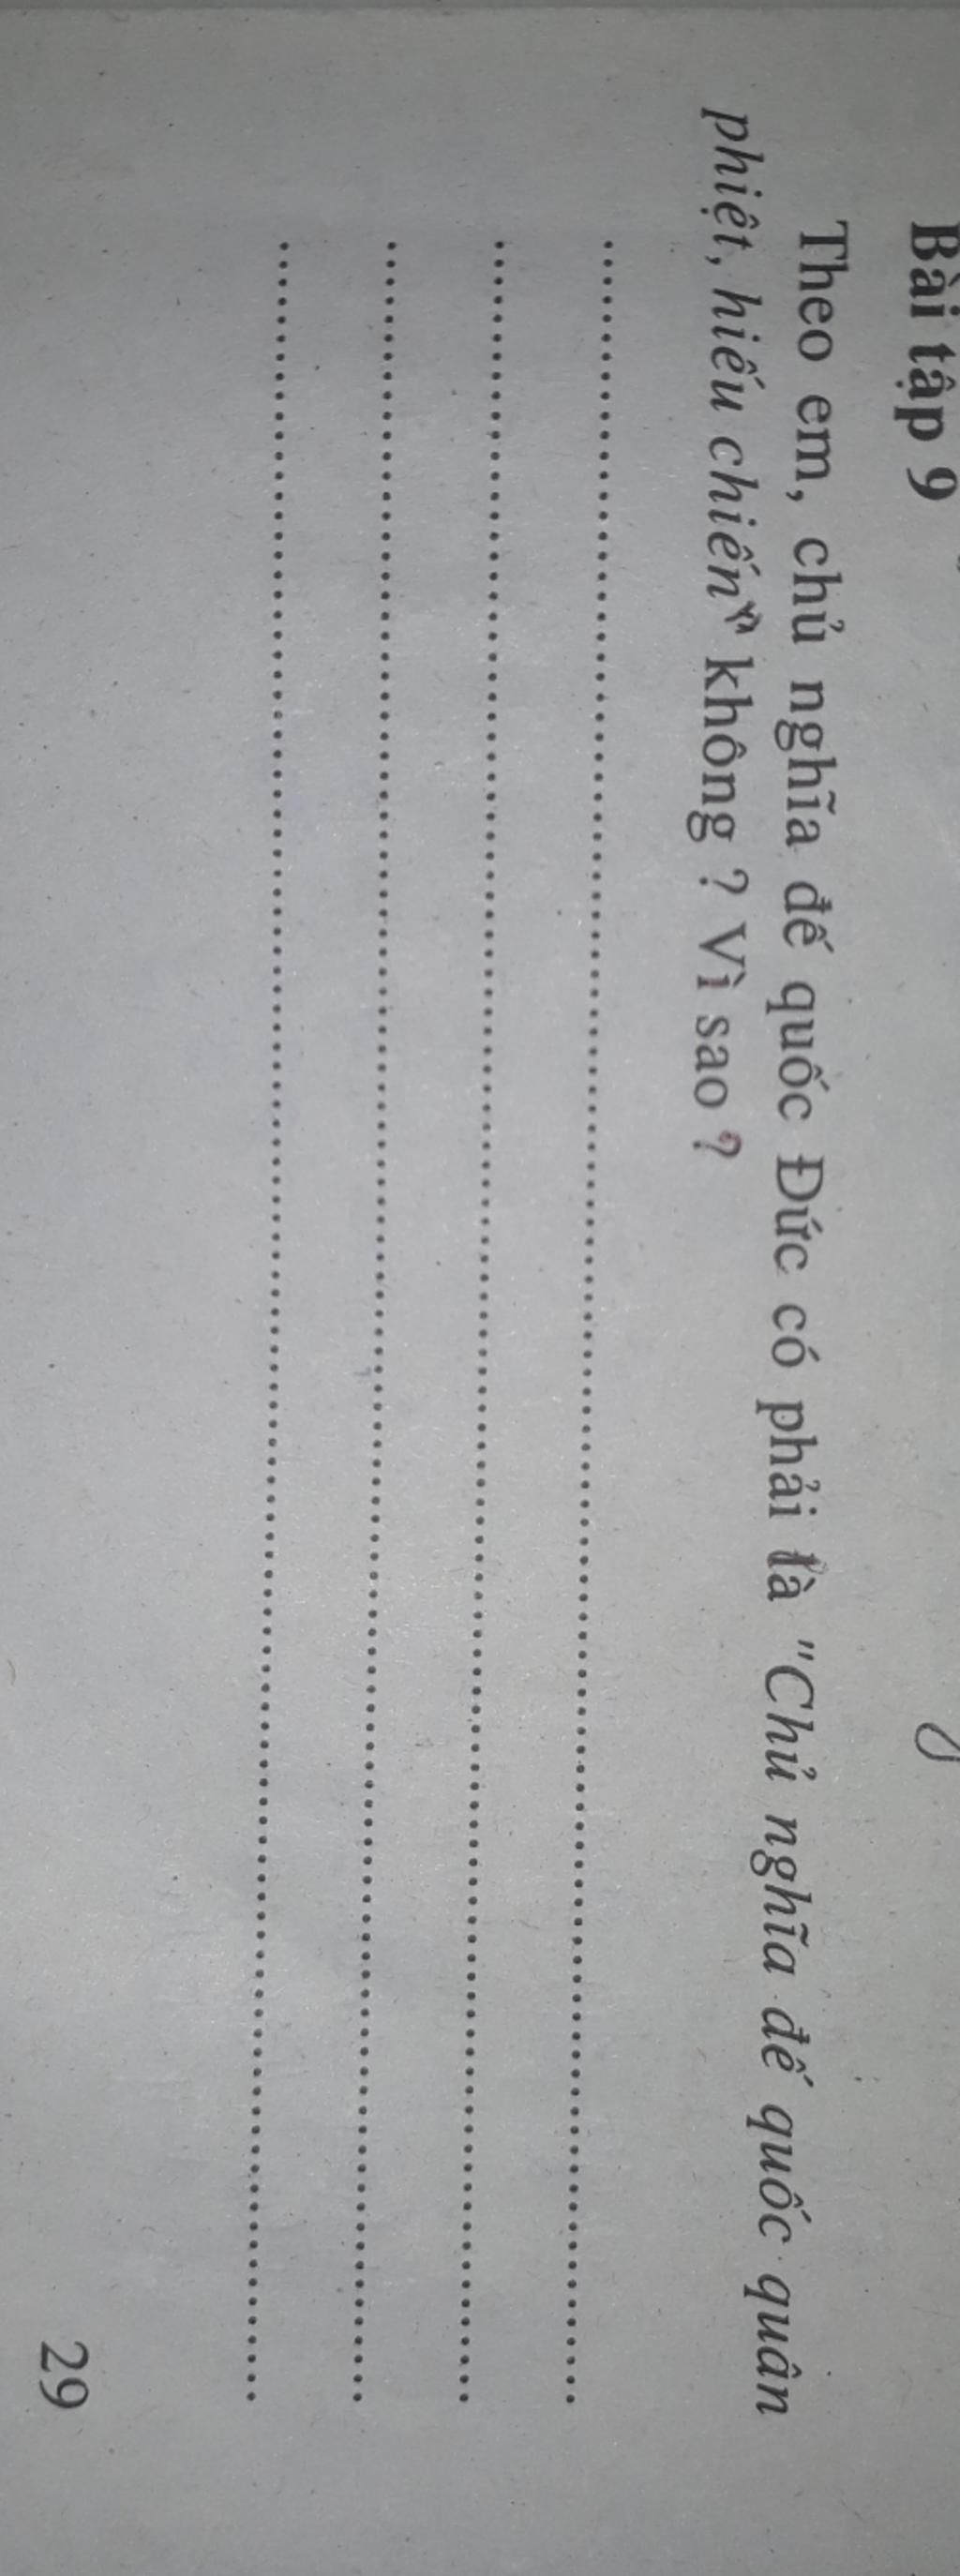 Bài tập 9
Theo em, chủ nghĩa đế quốc Đức có phải là "Chủ nghĩa đế quốc quân
phiệt, hiếu chiến" không ? Vì sao ?
29